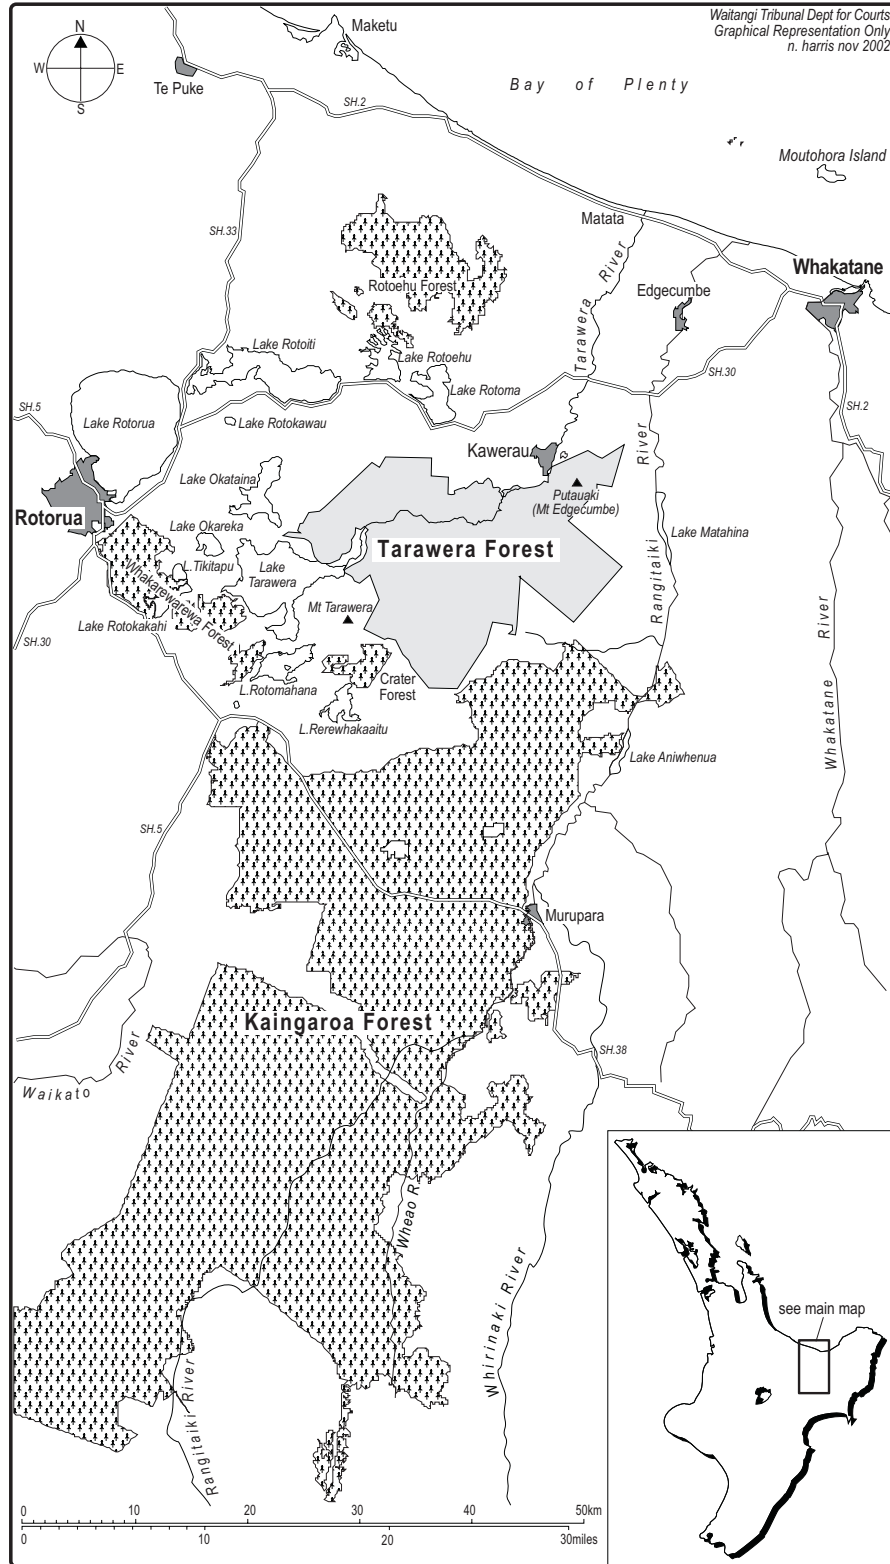 Waitangi Tribunal Dept for Courts
Graphical Representation Only
n. harris nov 2002
N
W
E
S
Maketu
Te Puke
SH.2
Bay of Plenty
Moutohora Island
Matata
SH.33
Whakatane
Edgecumbe
Rotoehu Forest
Tarawera River
Lake Rotoiti
Lake Rotoehu
SH.30
Lake Rotoma
SH.5
SH.2
Lake Rotorua
Lake Rotokawau
Kawerau
River
Lake Okataina
Putauaki
(Mt Edgecumbe)
Rotorua
Lake Okareka
Lake Matahina
Tarawera Forest
L.Tikitapu
Lake
Tarawera
Whakarewarewa Forest
Rangitaiki
Mt Tarawera
Lake Rotokakahi
SH.30
River
Crater
Forest
L.Rotomahana
L.Rerewhakaaitu
Whakatane
Lake Aniwhenua
SH.5
Murupara
Kaingaroa Forest
River
SH.38
Waikato
Wheao R.
see main map
Whirinaki River
Rangitaiki River
0 10 20 30 40 50km
0 10 20 30miles